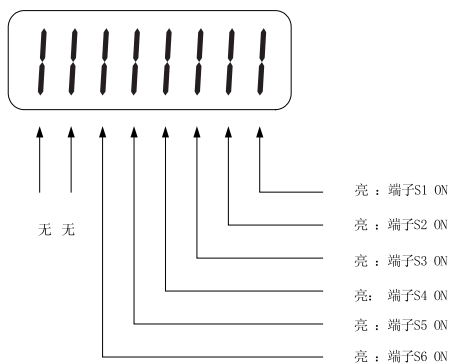 无 无
亮 : 端子S1 ON
亮 : 端子S2 ON
亮 : 端子S3 ON
亮: 端子S4 ON
亮 : 端子S5 ON
亮 : 端子S6 ON